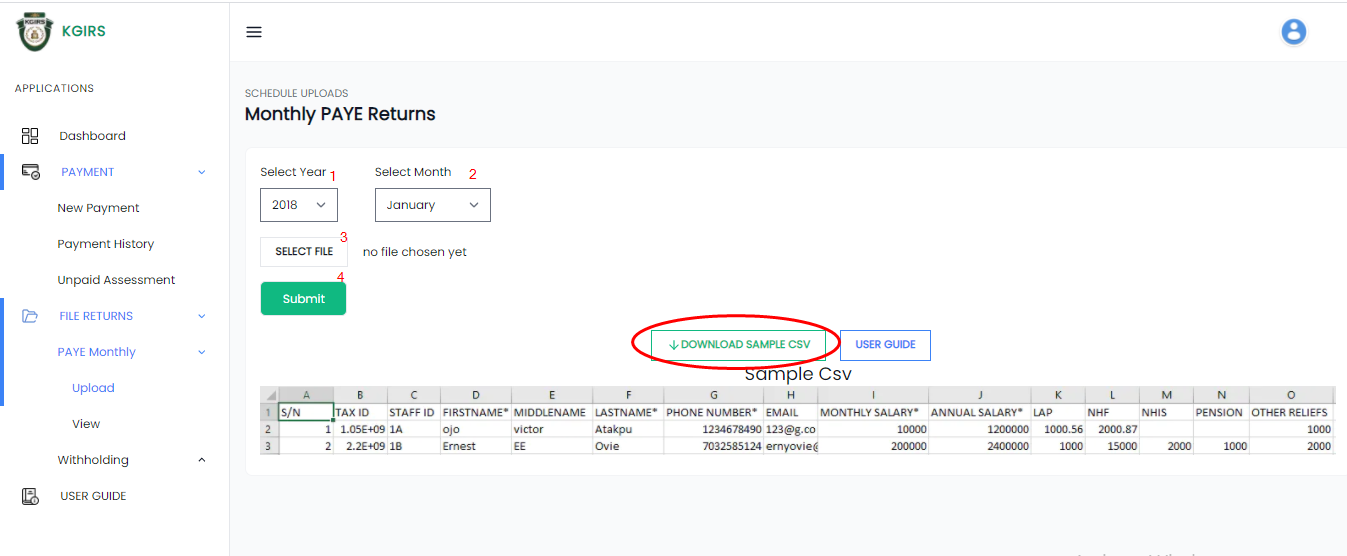 KGIRS
APPLICATIONS
Dashboard
PAYMENT
New Payment
Payment History
Unpaid Assessment
FILE RETURNS
PAYE Monthly
Upload
View
Withholding
USER GUIDE
SCHEDULE UPLOADS
Monthly PAYE Returns
Select Year 1 Select Month 2
2018 January
3
SELECT FILE no file chosen yet
4
Submit
DOWNLOAD SAMPLE CSV USER GUIDE
Sample Csv
A B C D E F G H I J K L M N O
1 S/N TAX ID STAFF ID FIRSTNAME* MIDDLENAME LASTNAME* PHONE NUMBER* EMAIL MONTHLY SALARY* ANNUAL SALARY* LAP NHF NHIS PENSION OTHER RELIEFS
2 1 1.05E+09 1A ojo victor Atakpu 1234678490 123@g.co 10000 1200000 1000.56 2000.87 1000
3 2 2.2E+09 1B Ernest EE Ovie 7032585124 ernyovie@ 200000 2400000 1000 15000 2000 1000 2000